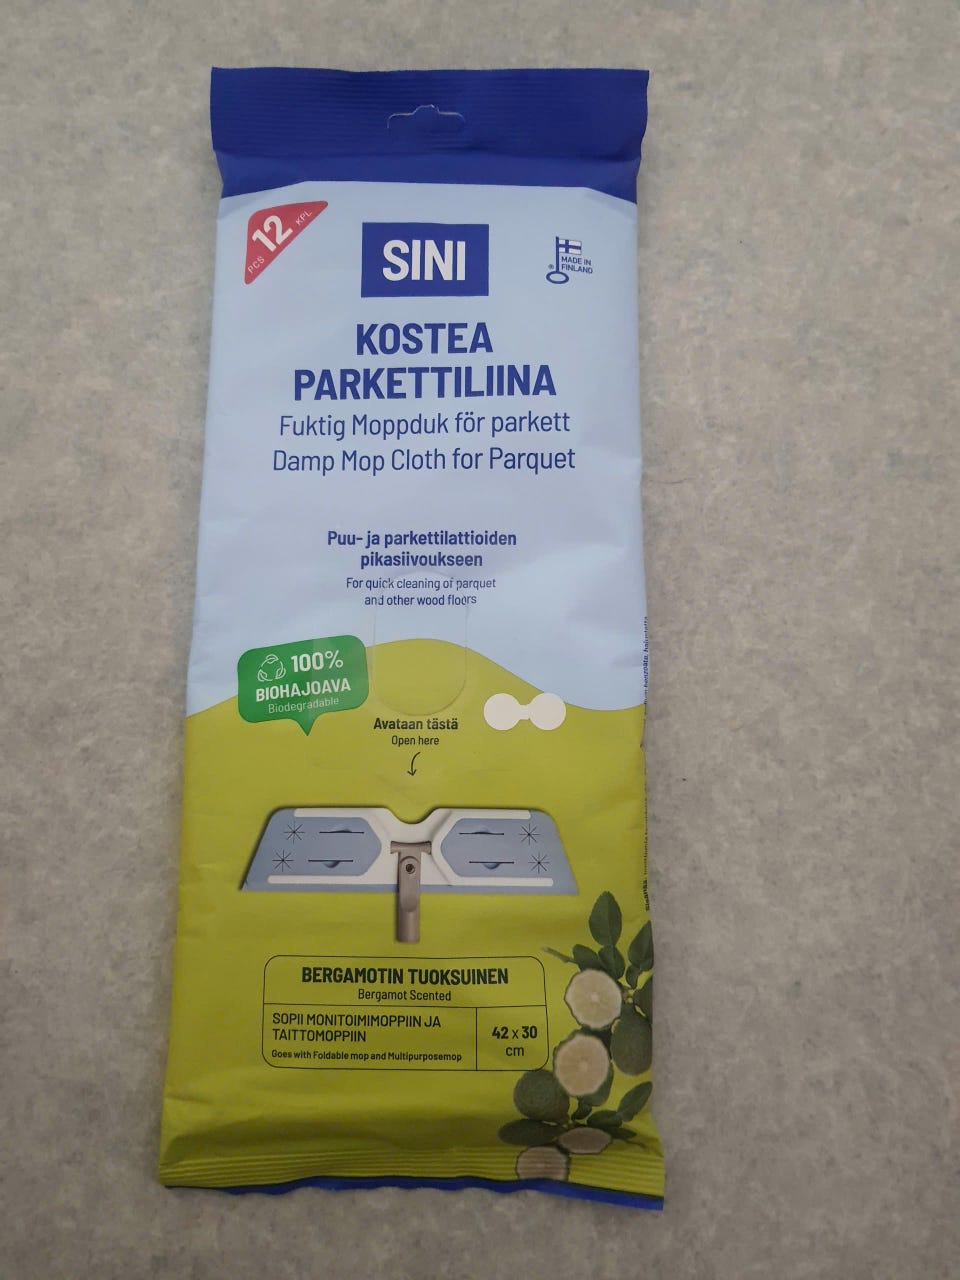 12
PCS
KPL
SINI
MADE IN
® FINLAND
KOSTEA
PARKETTILIINA
Fuktig Moppduk för parkett
Damp Mop Cloth for Parquet
Puu- ja parkettilattioiden
pikasiivoukseen
For quick cleaning of parquet
and other wood floors
100%
BIOHAJOAVA
Biodegradable
Avataan tästä
Open here
BERGAMOTIN TUOKSUINEN
Bergamot Scented
SOPII MONITOIMIMOPPIIN JA
TAITTOMOPPIIN
Goes with Foldable mop and Multipurposemop
42 x 30
cm